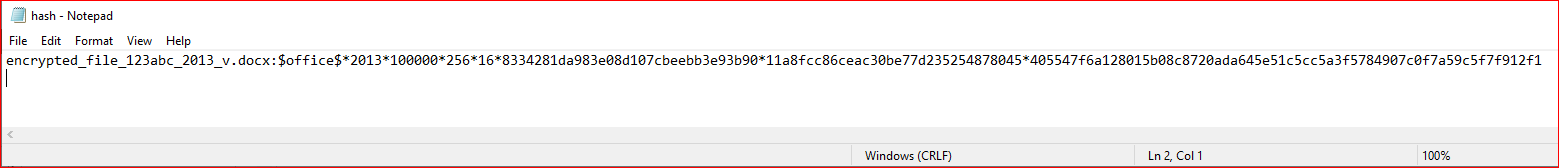 hash - Notepad
File Edit Format View Help
encrypted_file_123abc_2013_v.docx:$office$*2013*100000*256*16*8334281da983e08d107cbeebb3e93b90*11a8fcc86ceac30be77d235254878045*405547f6a128015b08c8720ada645e51c5cc5a3f5784907c0f7a59c5f7f912f1
Windows (CRLF) Ln 2, Col 1 100%